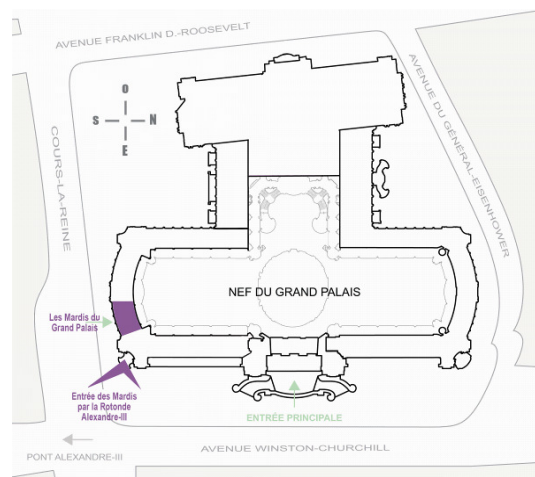 AVENUE FRANKLIN D.-ROOSEVELT
AVENUE DU GÉNÉRAL-EISENHOWER
O
S
N
E
COURS-LA-REINE
NEF DU GRAND PALAIS
Les Mardis du
Grand Palais
Entrée des Mardis
par la Rotonde
Alexandre-III
ENTRÉE PRINCIPALE
AVENUE WINSTON-CHURCHILL
PONT ALEXANDRE-III